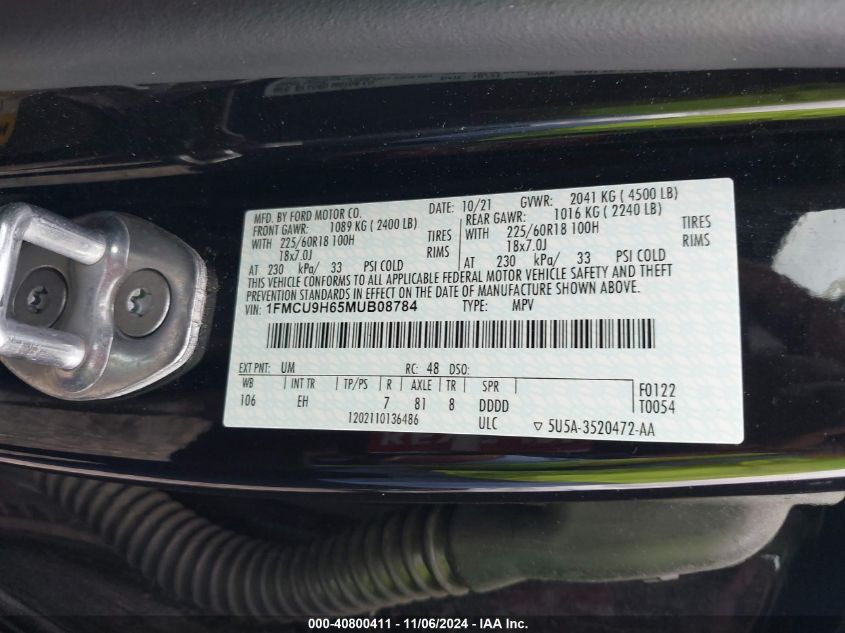 MFD. BY FORD MOTOR CO. DATE: 10/21 GVWR: 2041 KG ( 4500 LB)
FRONT GAWR: 1089 KG ( 2400 LB) REAR GAWR: 1016 KG ( 2240 LB)
WITH 225/60R18 100H TIRES WITH 225/60R18 100H TIRES
18x7.0J RIMS 18x7.0J RIMS
AT 230 kPa/ 33 PSI COLD AT 230 kPa/ 33 PSI COLD
THIS VEHICLE CONFORMS TO ALL APPLICABLE FEDERAL MOTOR VEHICLE SAFETY AND THEFT
PREVENTION STANDARDS IN EFFECT ON THE DATE OF MANUFACTURE SHOWN ABOVE.
VIN: 1FMCU9H65MUB08784 TYPE: MPV
EXT PNT: UM RC: 48 DSO:
WB INT TR TP/PS R AXLE TR SPR F0122
106 EH 7 81 8 DDDD T0054
1202110136486 ULC ▽ 5U5A-3520472-AA
000-40800411 - 11/06/2024 - IAA Inc.